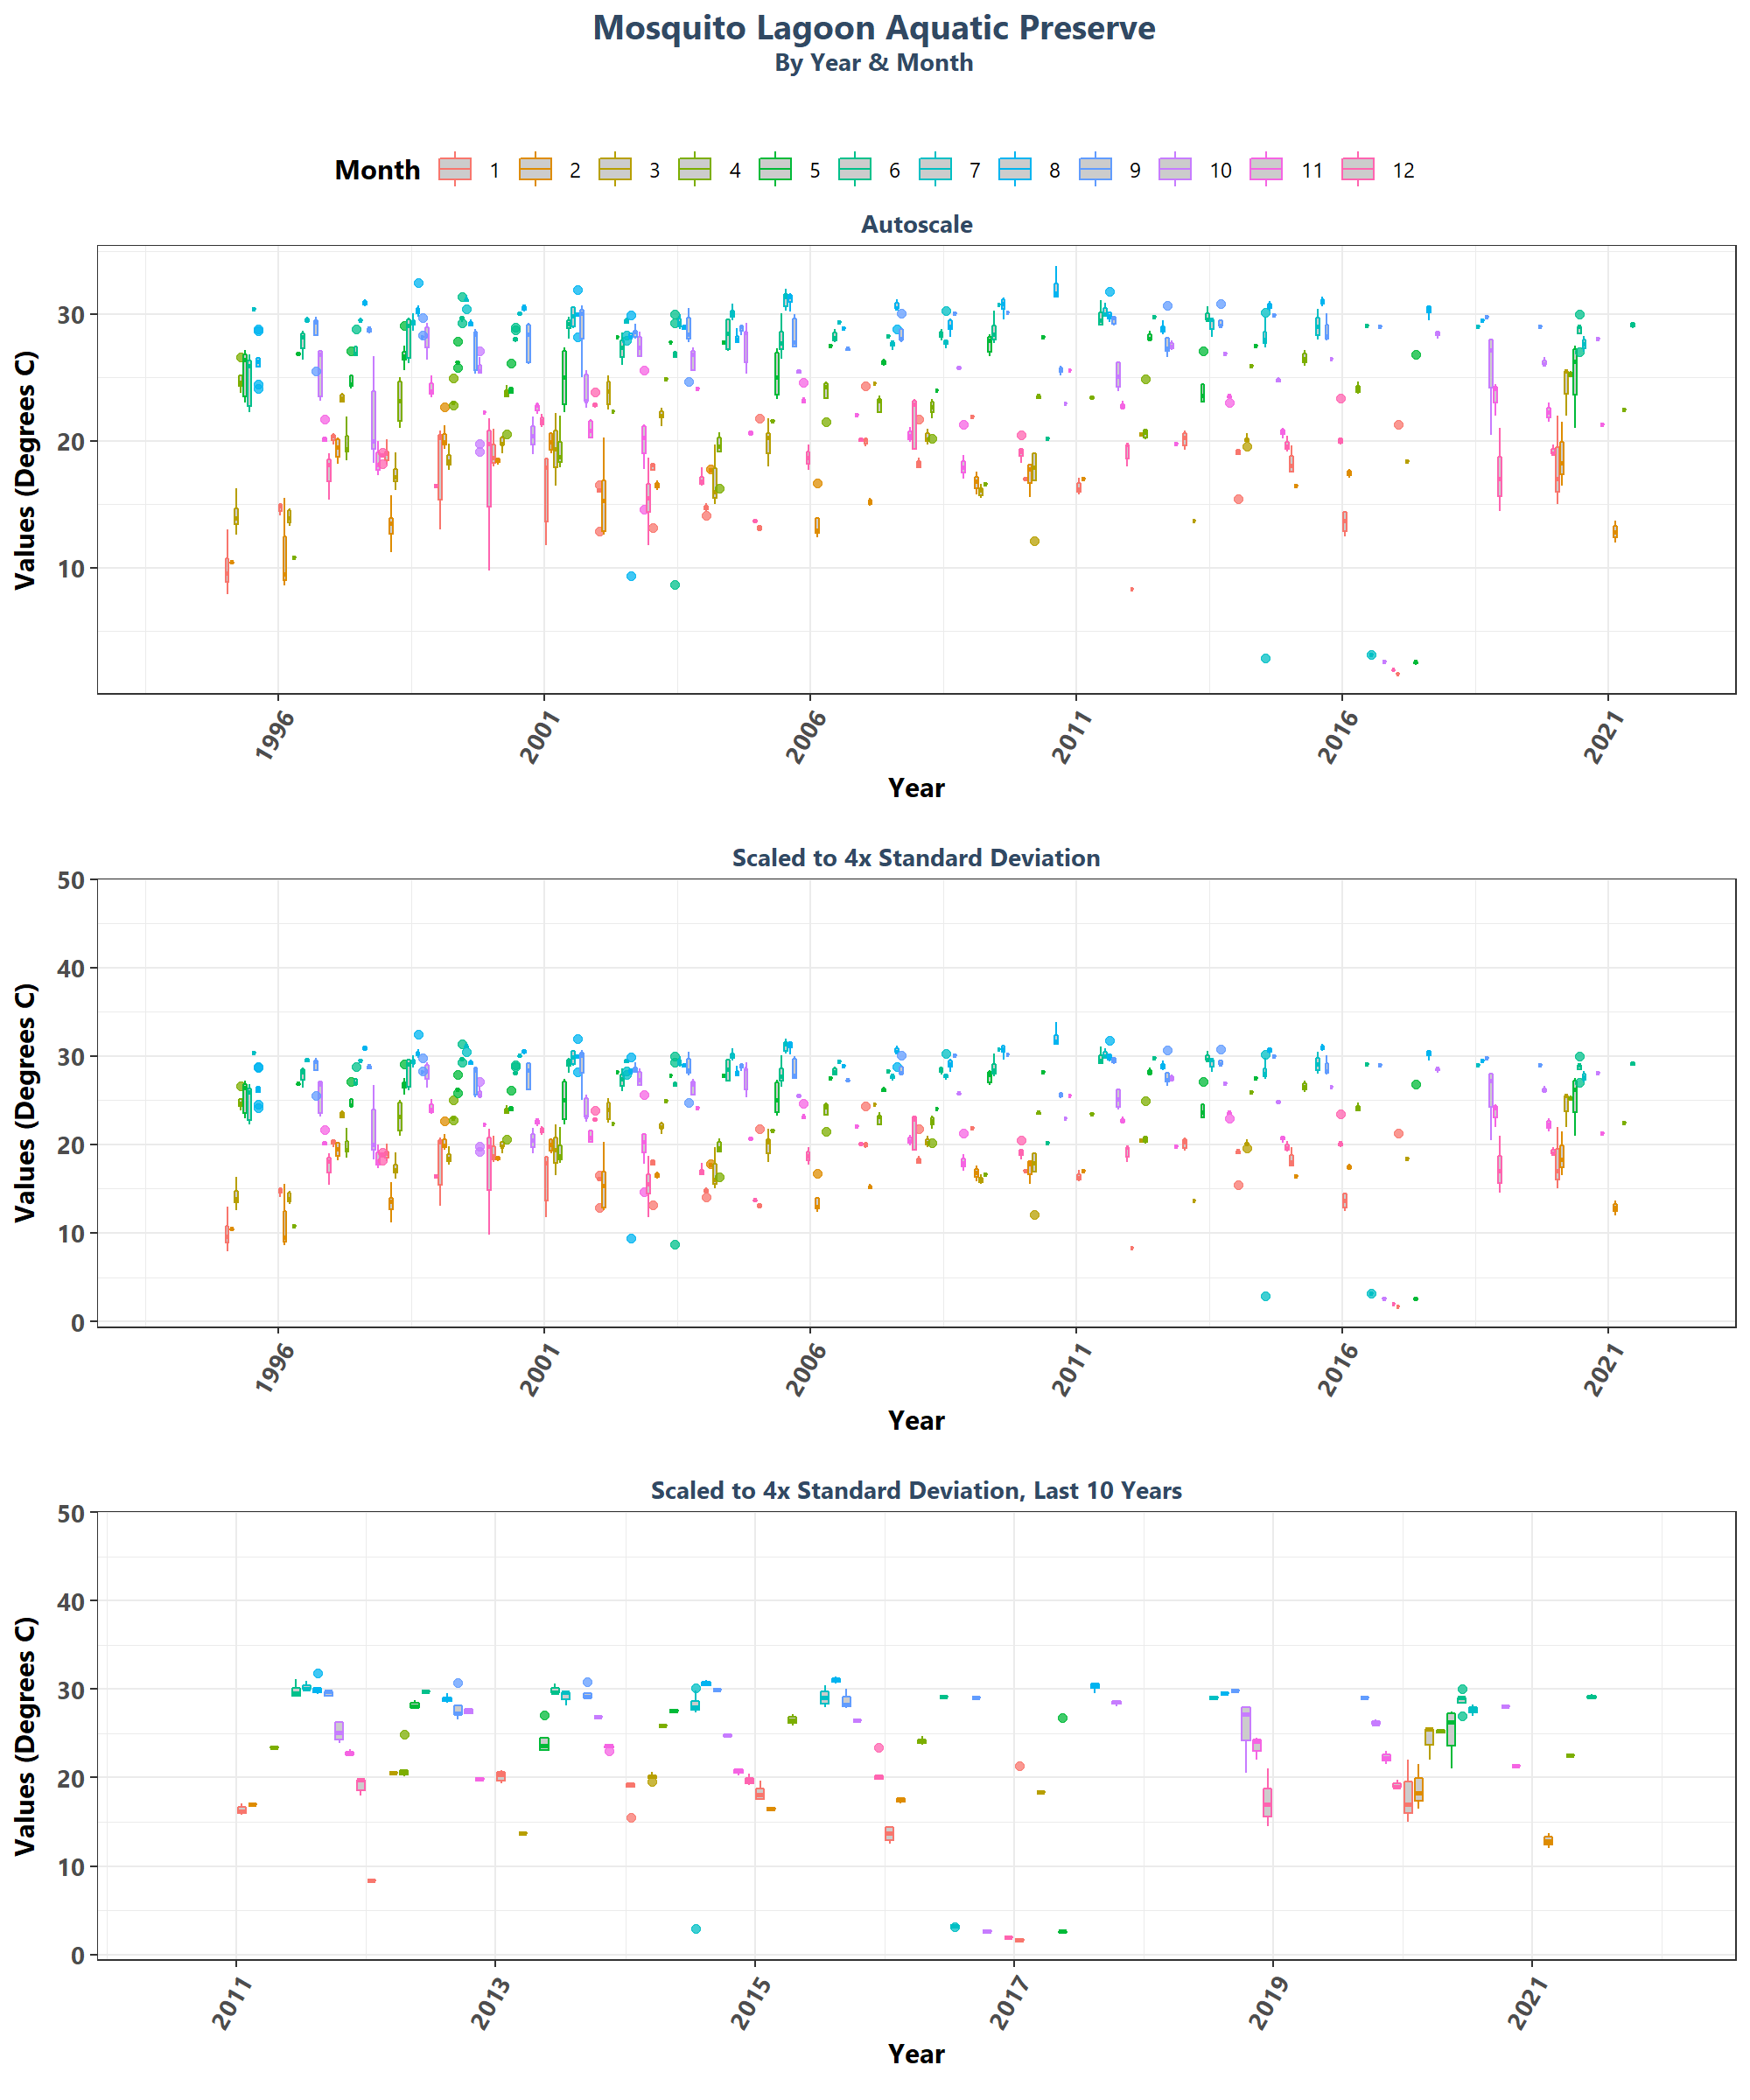 Mosquito Lagoon Aquatic Preserve
By Year & Month
Month 1 2 3 4 5 6 7 8 9 10 11 12
Autoscale
Values (Degrees C)
30
20
10
1996 2001 2006 2011 2016 2021
Year
Scaled to 4x Standard Deviation
Values (Degrees C)
50
40
30
20
10
0
1996 2001 2006 2011 2016 2021
Year
Scaled to 4x Standard Deviation, Last 10 Years
Values (Degrees C)
50
40
30
20
10
0
2011 2013 2015 2017 2019 2021
Year